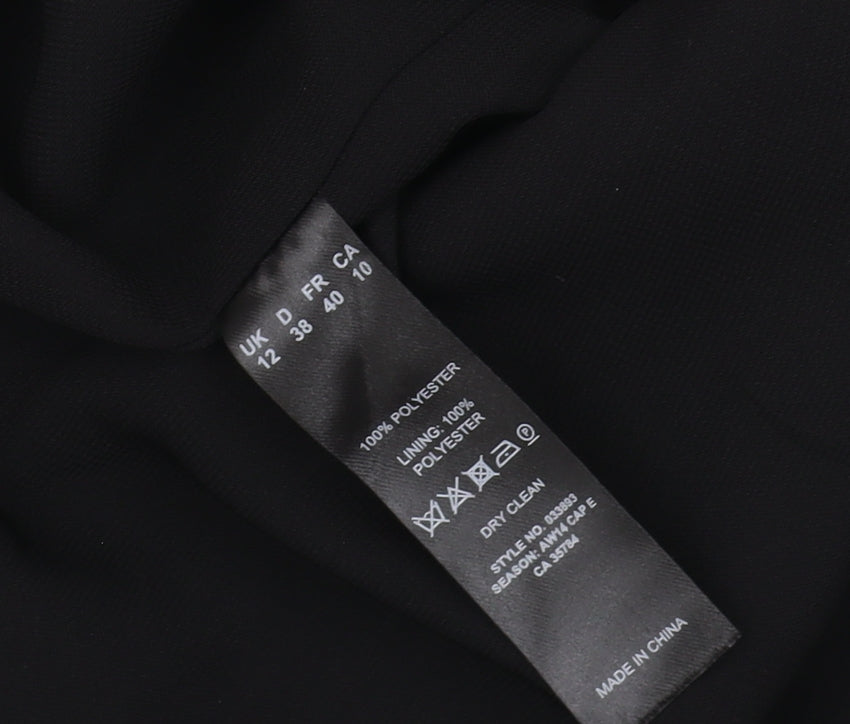 UK D FR CA
12 38 40 10
100% POLYESTER
LINING: 100%
POLYESTER
P
DRY CLEAN
STYLE NO. 033893
SEASON: AW14 CAP E
CA 35784
MADE IN CHINA